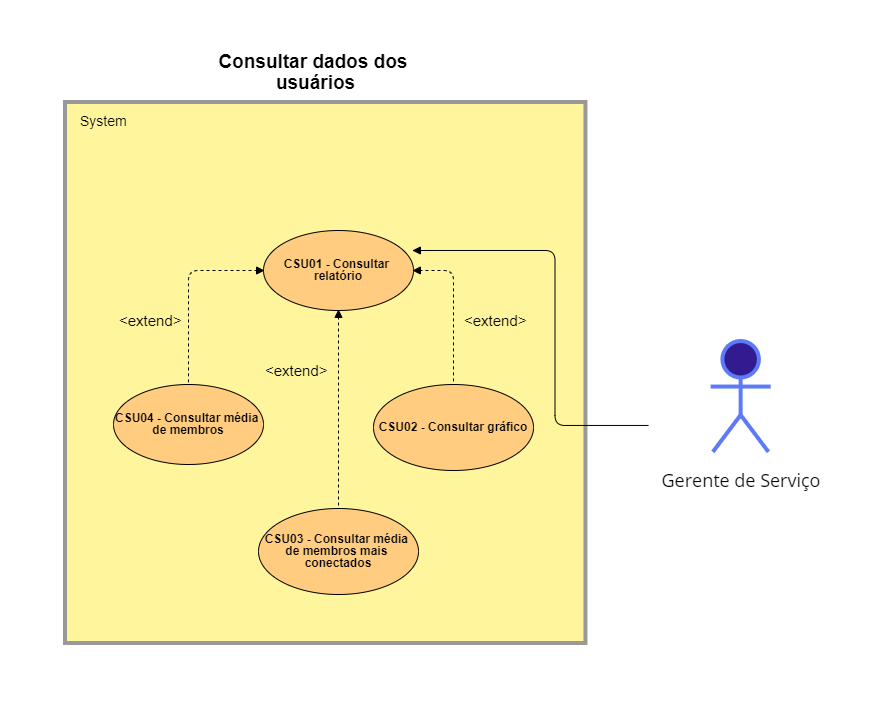 Consultar dados dos
usuários
System
CSU01 - Consultar
relatório
<extend>
<extend>
<extend>
CSU04 - Consultar média
de membros
CSU02 - Consultar gráfico
Gerente de Serviço
CSU03 - Consultar média
de membros mais
conectados